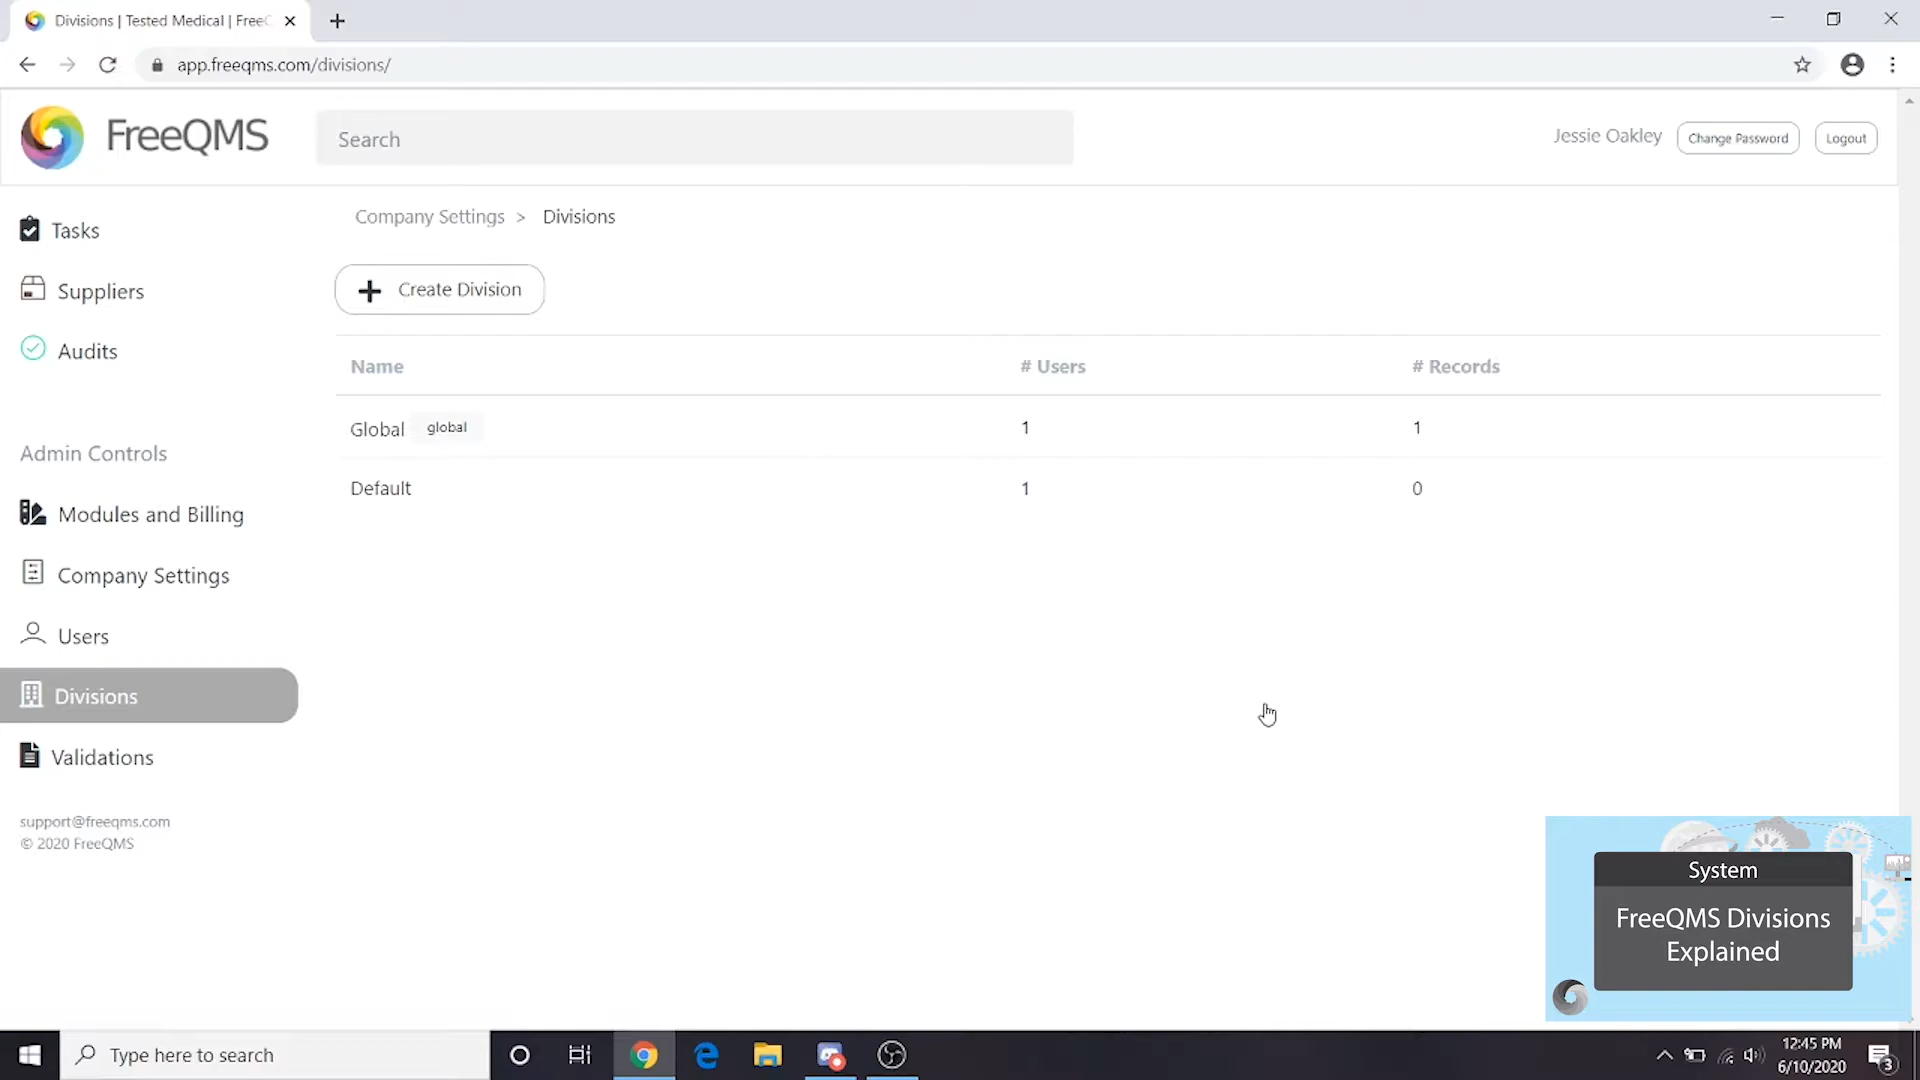 Divisions | Tested Medical | FreeQ
app.freeqms.com/divisions/
FreeQMS
Search
Jessie Oakley
Change Password
Logout
Tasks
Suppliers
Audits
Admin Controls
Modules and Billing
Company Settings
Users
Divisions
Validations
support@freeqms.com
© 2020 FreeQMS
Company Settings > Divisions
Create Division
Name # Users # Records
Global global 1 1
Default 1 0
System
FreeQMS Divisions
Explained
Type here to search
12:45 PM
6/10/2020
3